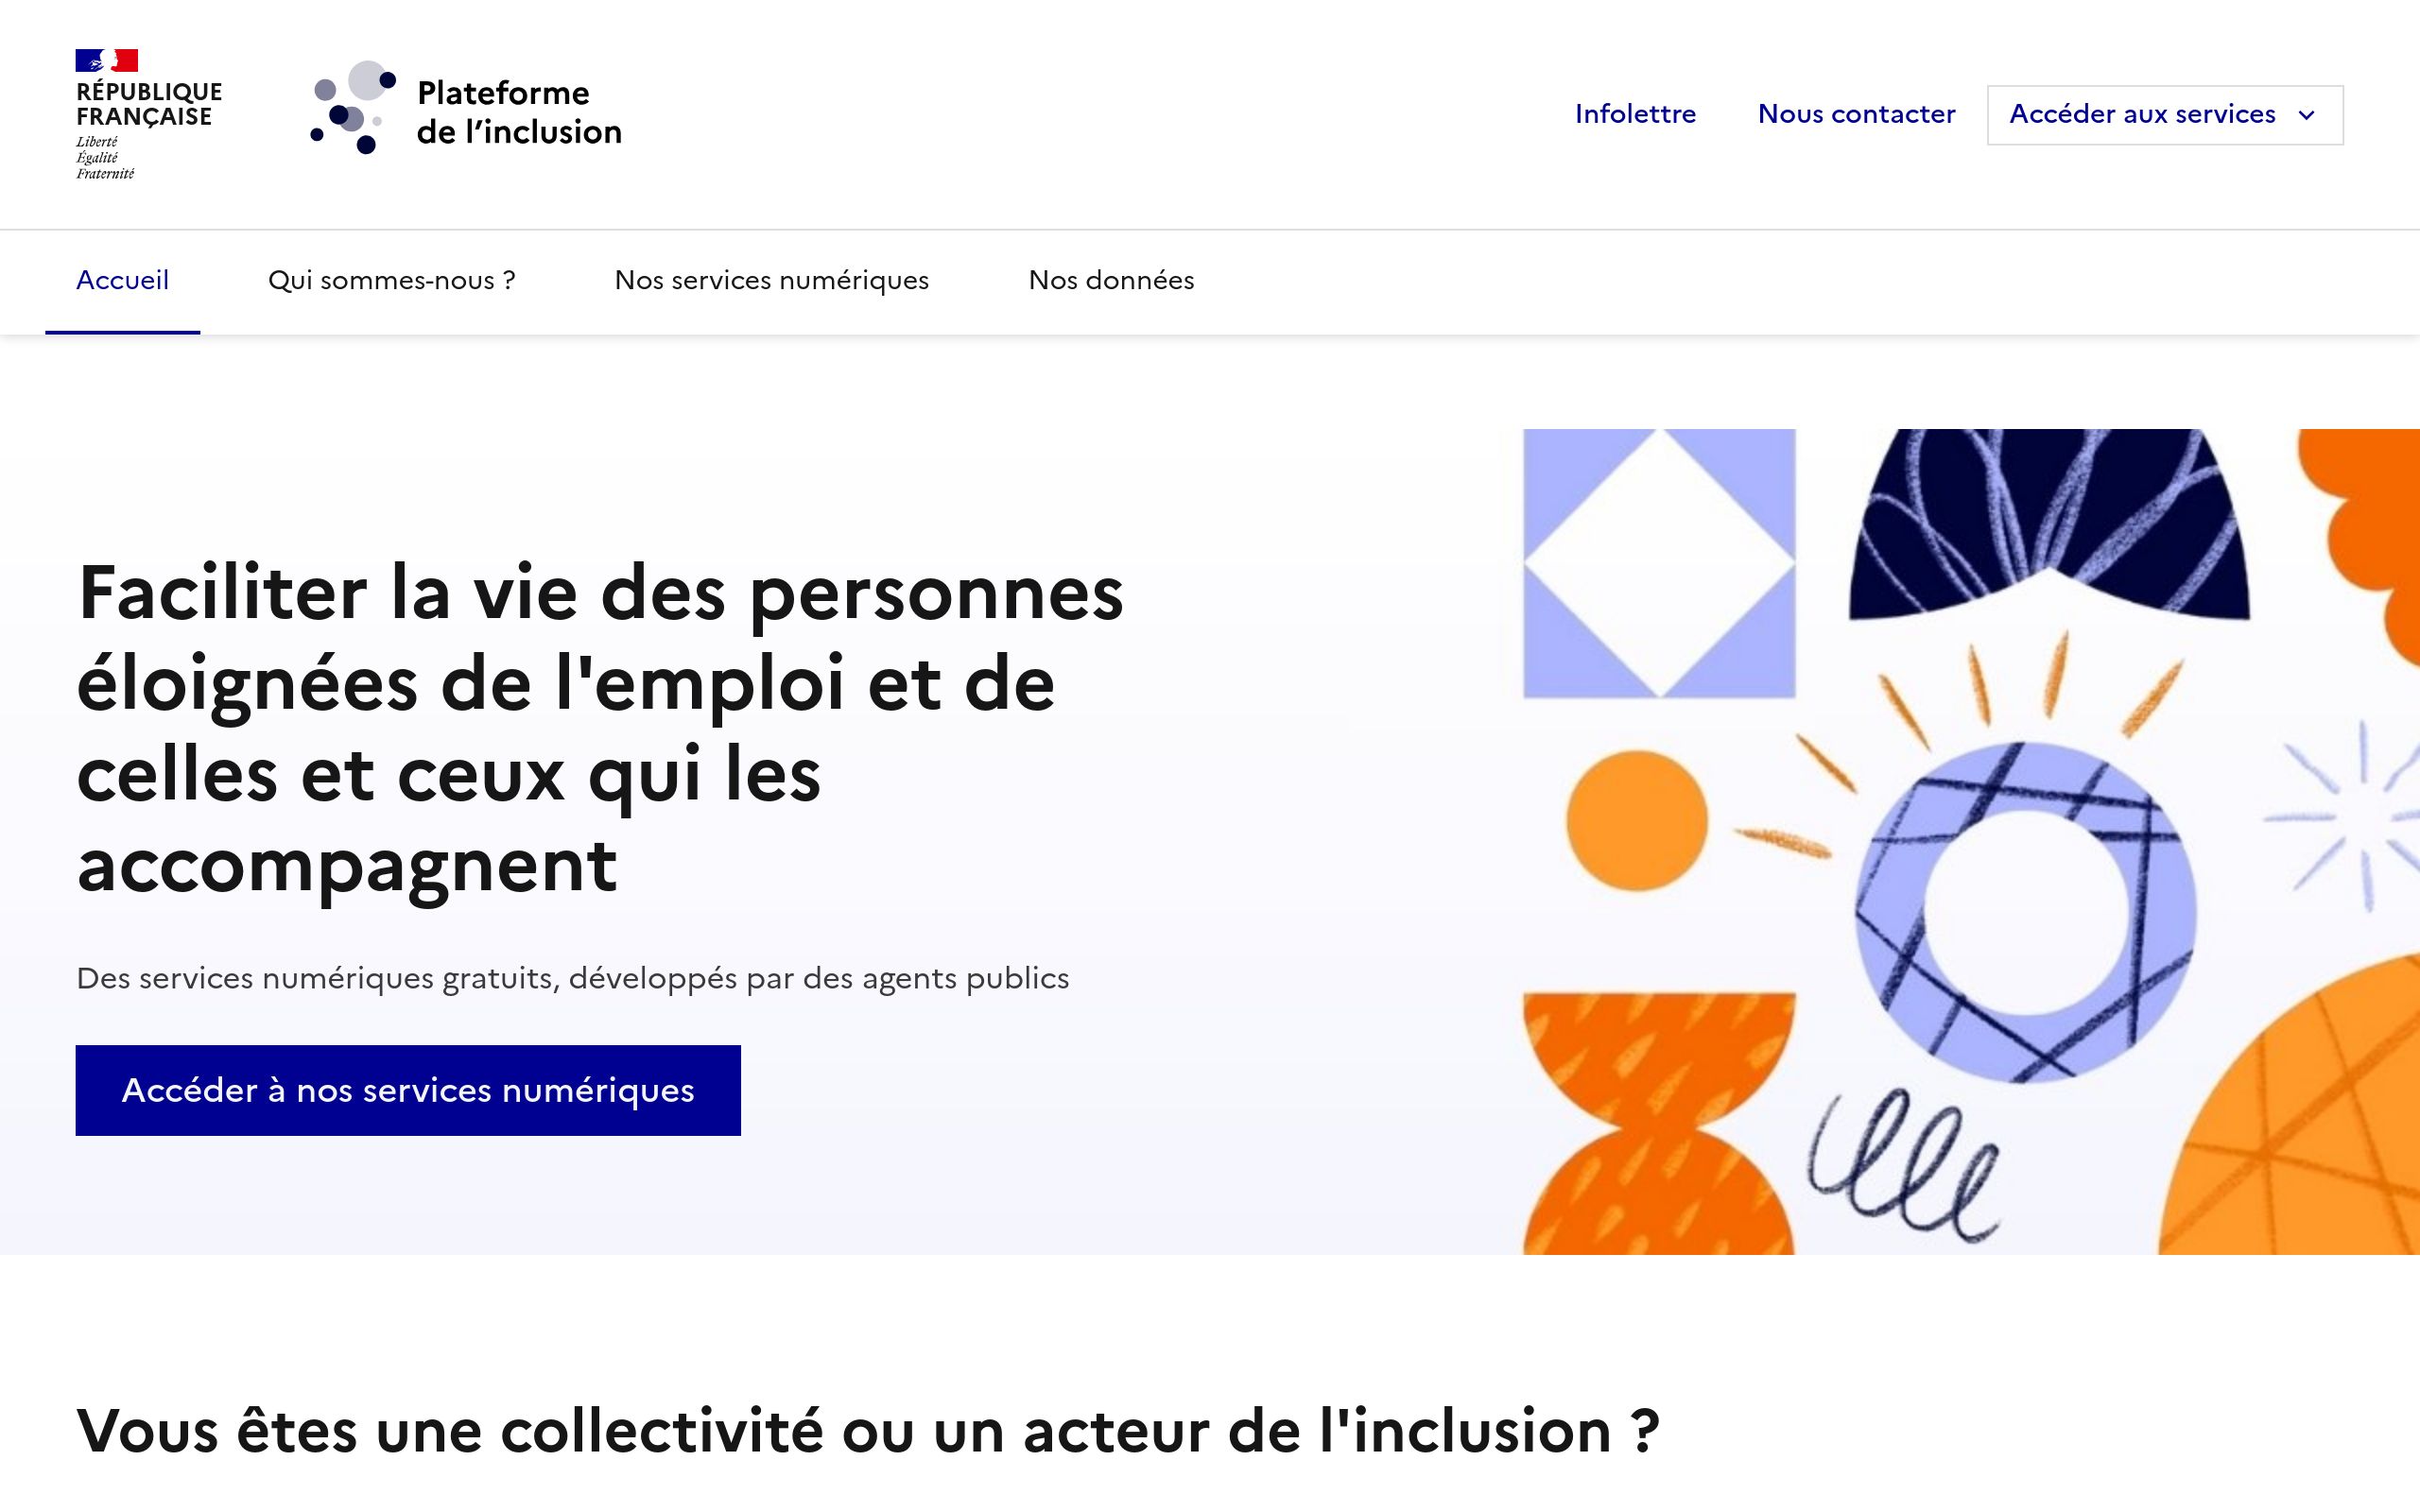 RÉPUBLIQUE
FRANÇAISE
Liberté
Égalité
Fraternité
Plateforme
de l’inclusion
Infolettre
Nous contacter
Accéder aux services
Accueil
Qui sommes-nous ?
Nos services numériques
Nos données
Faciliter la vie des personnes
éloignées de l'emploi et de
celles et ceux qui les
accompagnent
Des services numériques gratuits, développés par des agents publics
Accéder à nos services numériques
Vous êtes une collectivité ou un acteur de l'inclusion ?